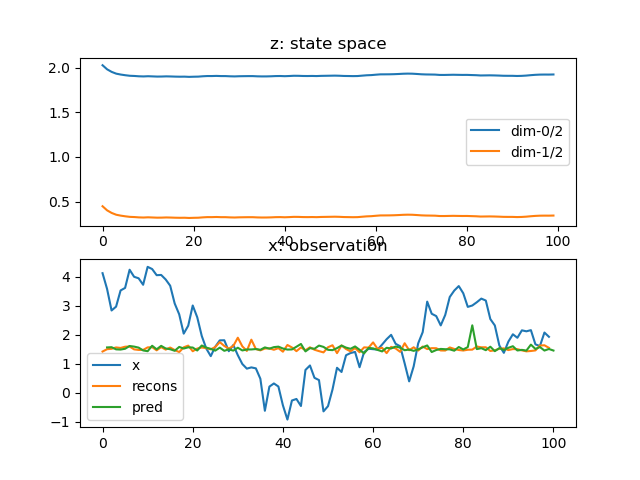 z: state space
2.0
1.5
1.0
0.5
dim-0/2
dim-1/2
0 20 40 60 80 100
x: observation
4
3
2
1
0
−1
x
recons
pred
0 20 40 60 80 100